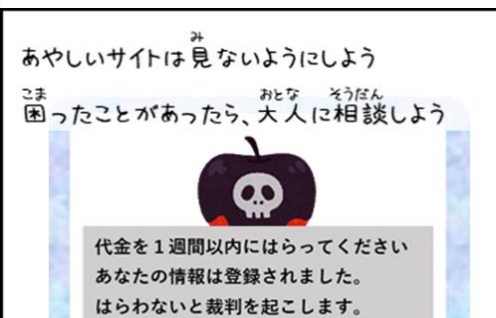 あやしいサイトは見ないようにしよう
困ったことがあったら、大人に相談しよう
代金を１週間以内にはらってください
あなたの情報は登録されました。
はらわないと裁判を起こします。